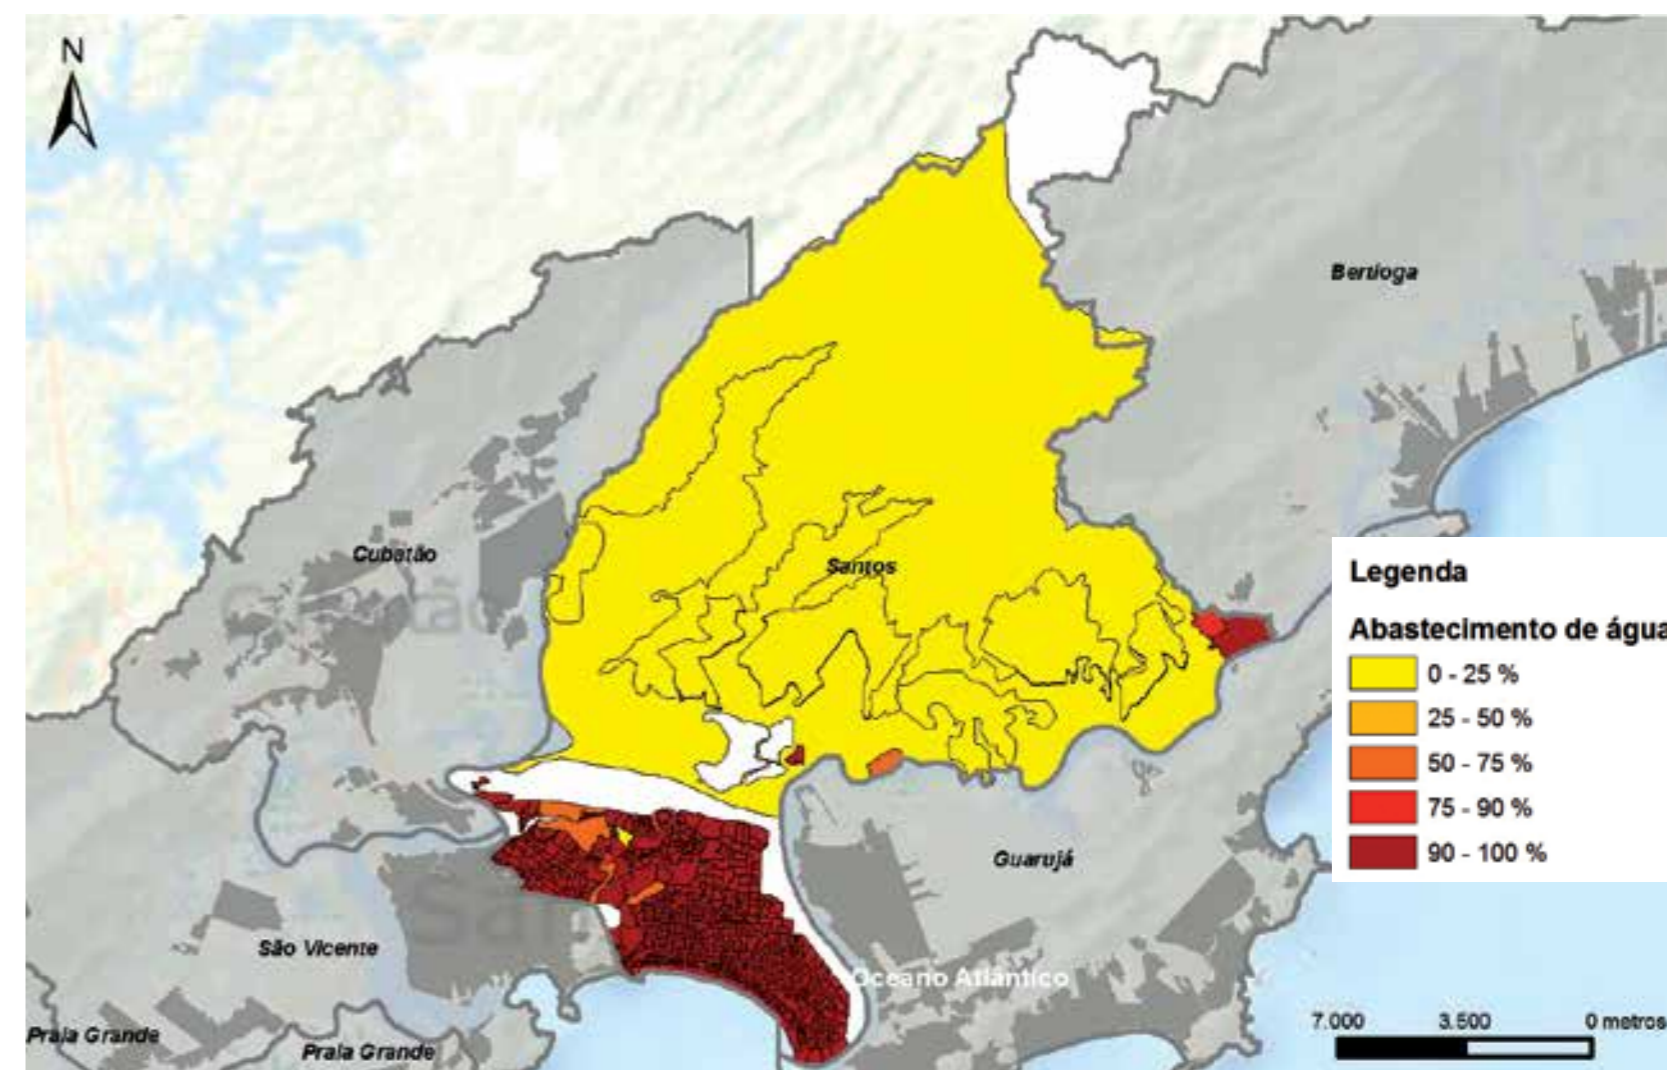 N
Bertioga
Cubatão
Santos
Legenda
Abastecimento de água
0 - 25 %
25 - 50 %
50 - 75 %
75 - 90 %
90 - 100 %
Guarujá
São Vicente
Oceano Atlântico
Praia Grande
Praia Grande
7.000 3.500 0 metros